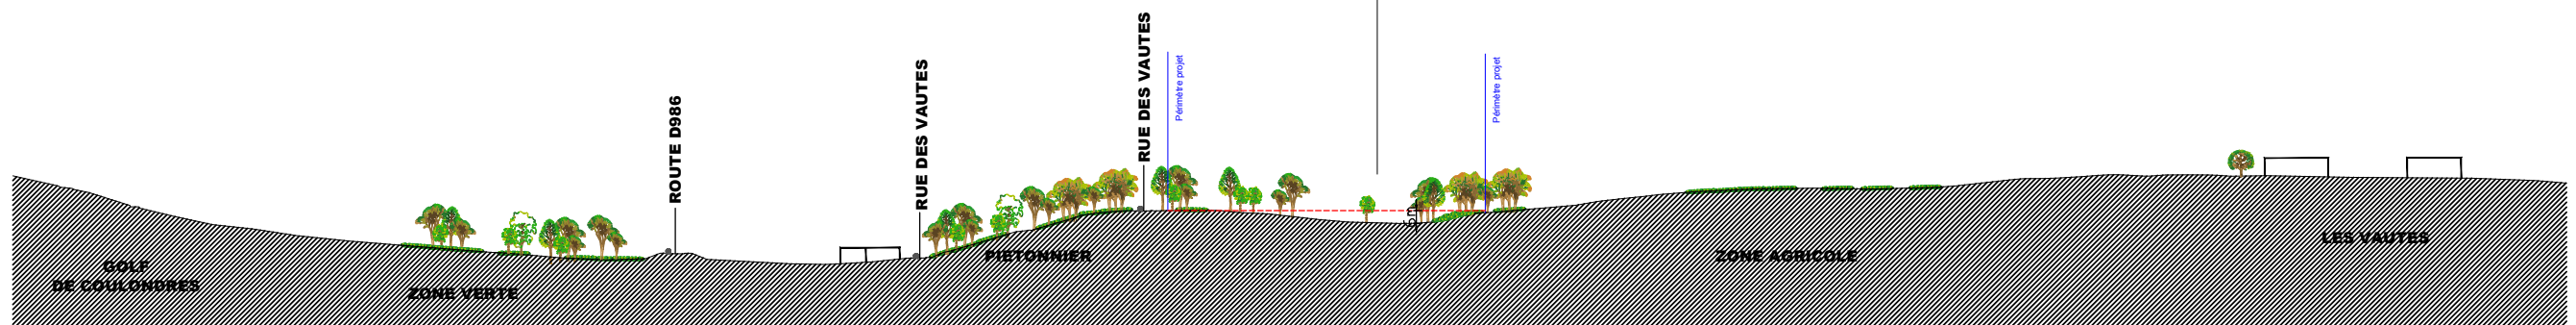 GOLF
DE COULONDRES
ZONE VERTE
ROUTE D986
RUE DES VAUTES
PIETONNIER
RUE DES VAUTES
Périmètre projet
5m
Périmètre projet
ZONE AGRICOLE
LES VAUTES